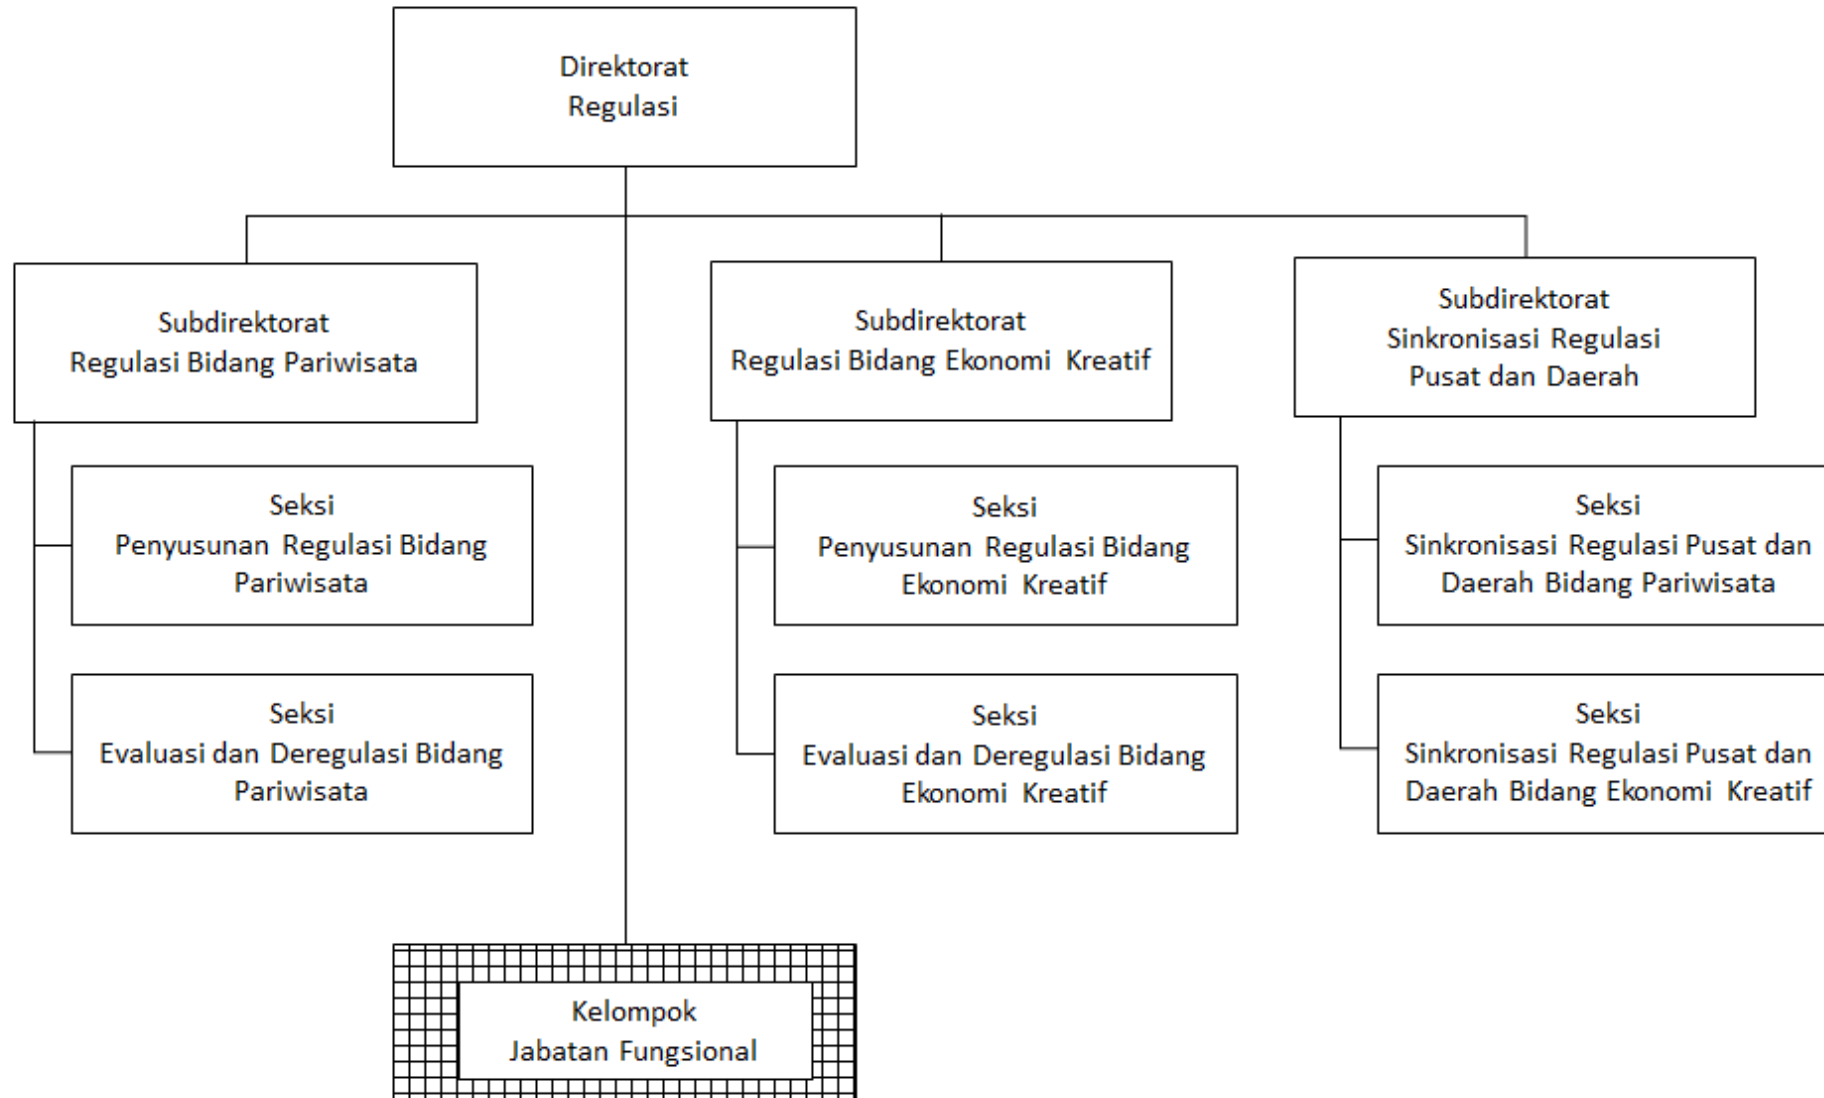 Direktorat
Regulasi
Subdirektorat
Regulasi Bidang Pariwisata
Subdirektorat
Regulasi Bidang Ekonomi Kreatif
Subdirektorat
Sinkronisasi Regulasi
Pusat dan Daerah
Seksi
Penyusunan Regulasi Bidang
Pariwisata
Seksi
Penyusunan Regulasi Bidang
Ekonomi Kreatif
Seksi
Sinkronisasi Regulasi Pusat dan
Daerah Bidang Pariwisata
Seksi
Evaluasi dan Deregulasi Bidang
Pariwisata
Seksi
Evaluasi dan Deregulasi Bidang
Ekonomi Kreatif
Seksi
Sinkronisasi Regulasi Pusat dan
Daerah Bidang Ekonomi Kreatif
Kelompok
Jabatan Fungsional